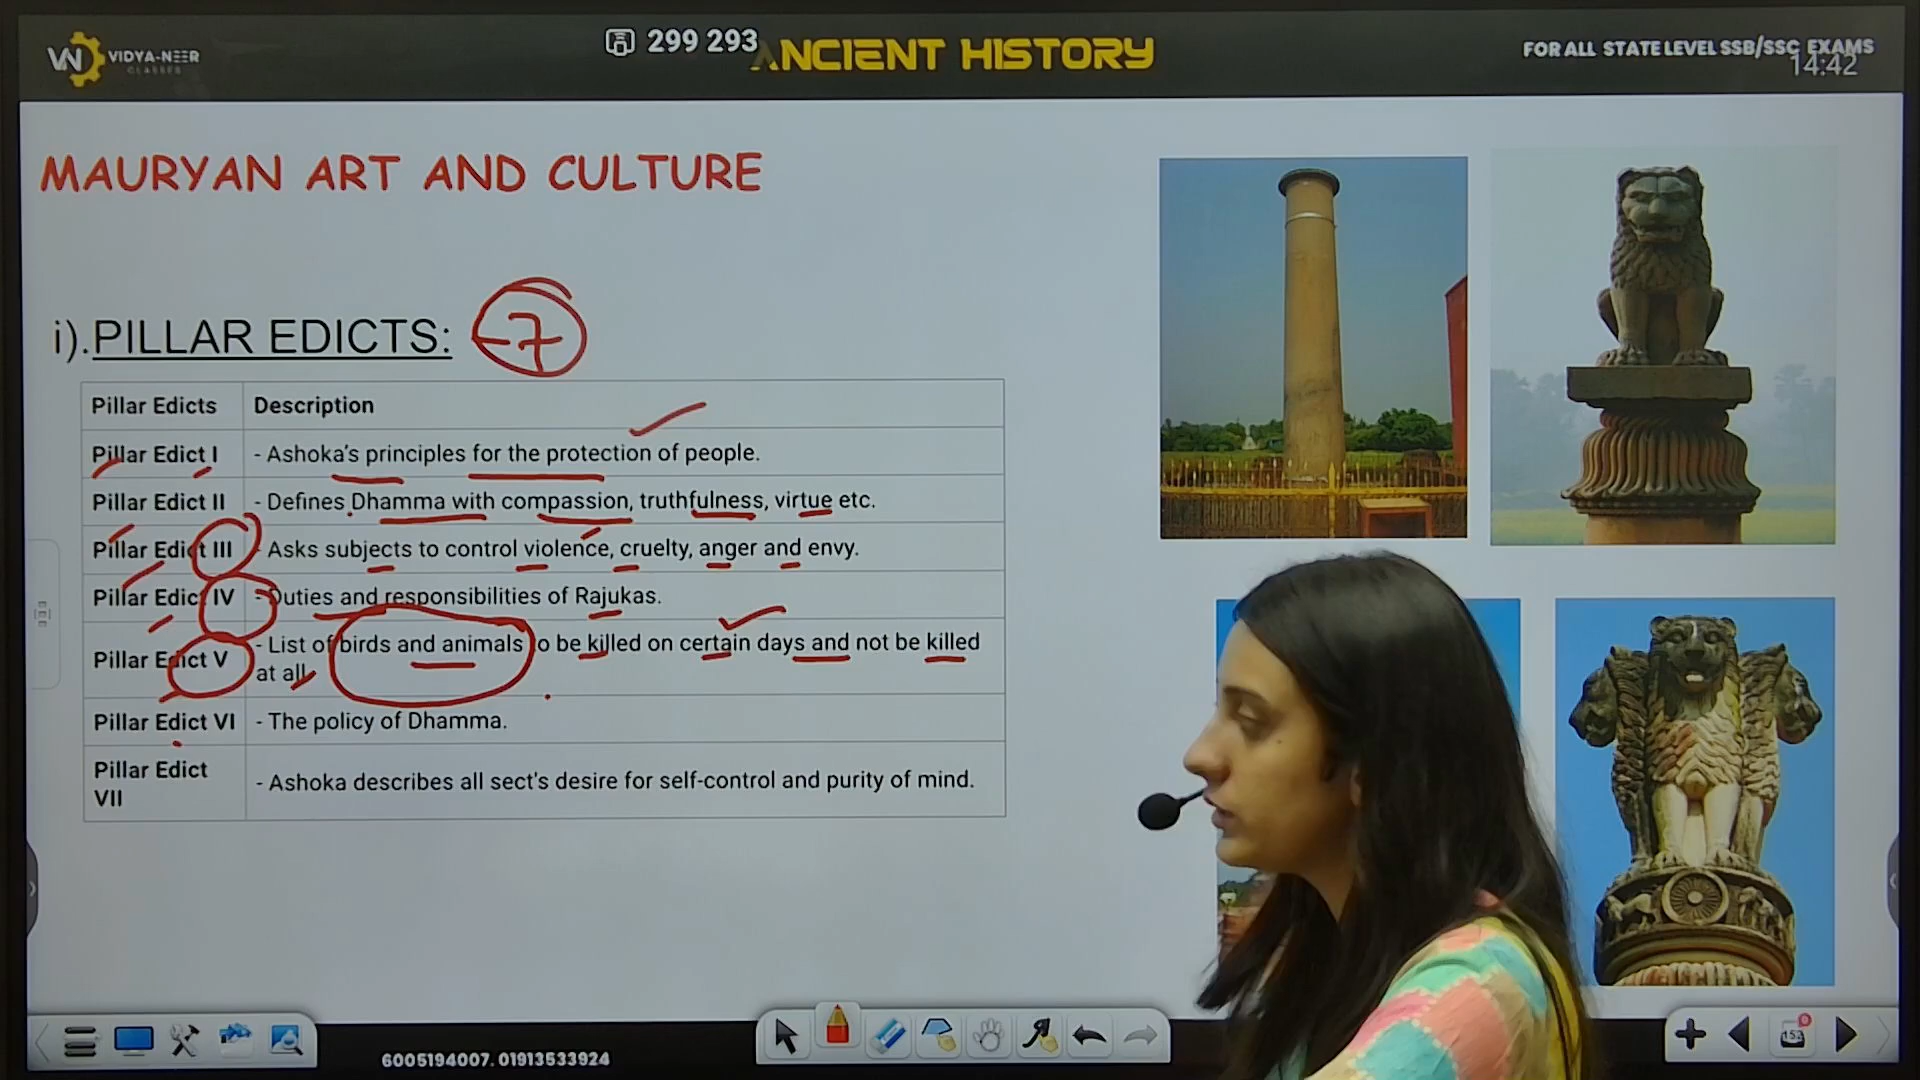 VN VIDYA-NEER
CLASSES
299 293
ANCIENT HISTORY
FOR ALL STATE LEVEL SSB/SSC EXAMS
14:42
MAURYAN ART AND CULTURE
i).PILLAR EDICTS: -7
Pillar Edicts Description
Pillar Edict I - Ashoka's principles for the protection of people.
Pillar Edict II - Defines Dhamma with compassion, truthfulness, virtue etc.
Pillar Edict III - Asks subjects to control violence, cruelty, anger and envy.
Pillar Edict IV - Duties and responsibilities of Rajukas.
Pillar Edict V - List of birds and animals to be killed on certain days and not be killed
at all.
Pillar Edict VI - The policy of Dhamma.
Pillar Edict
VII - Ashoka describes all sect's desire for self-control and purity of mind.
6005194007. 01913533924